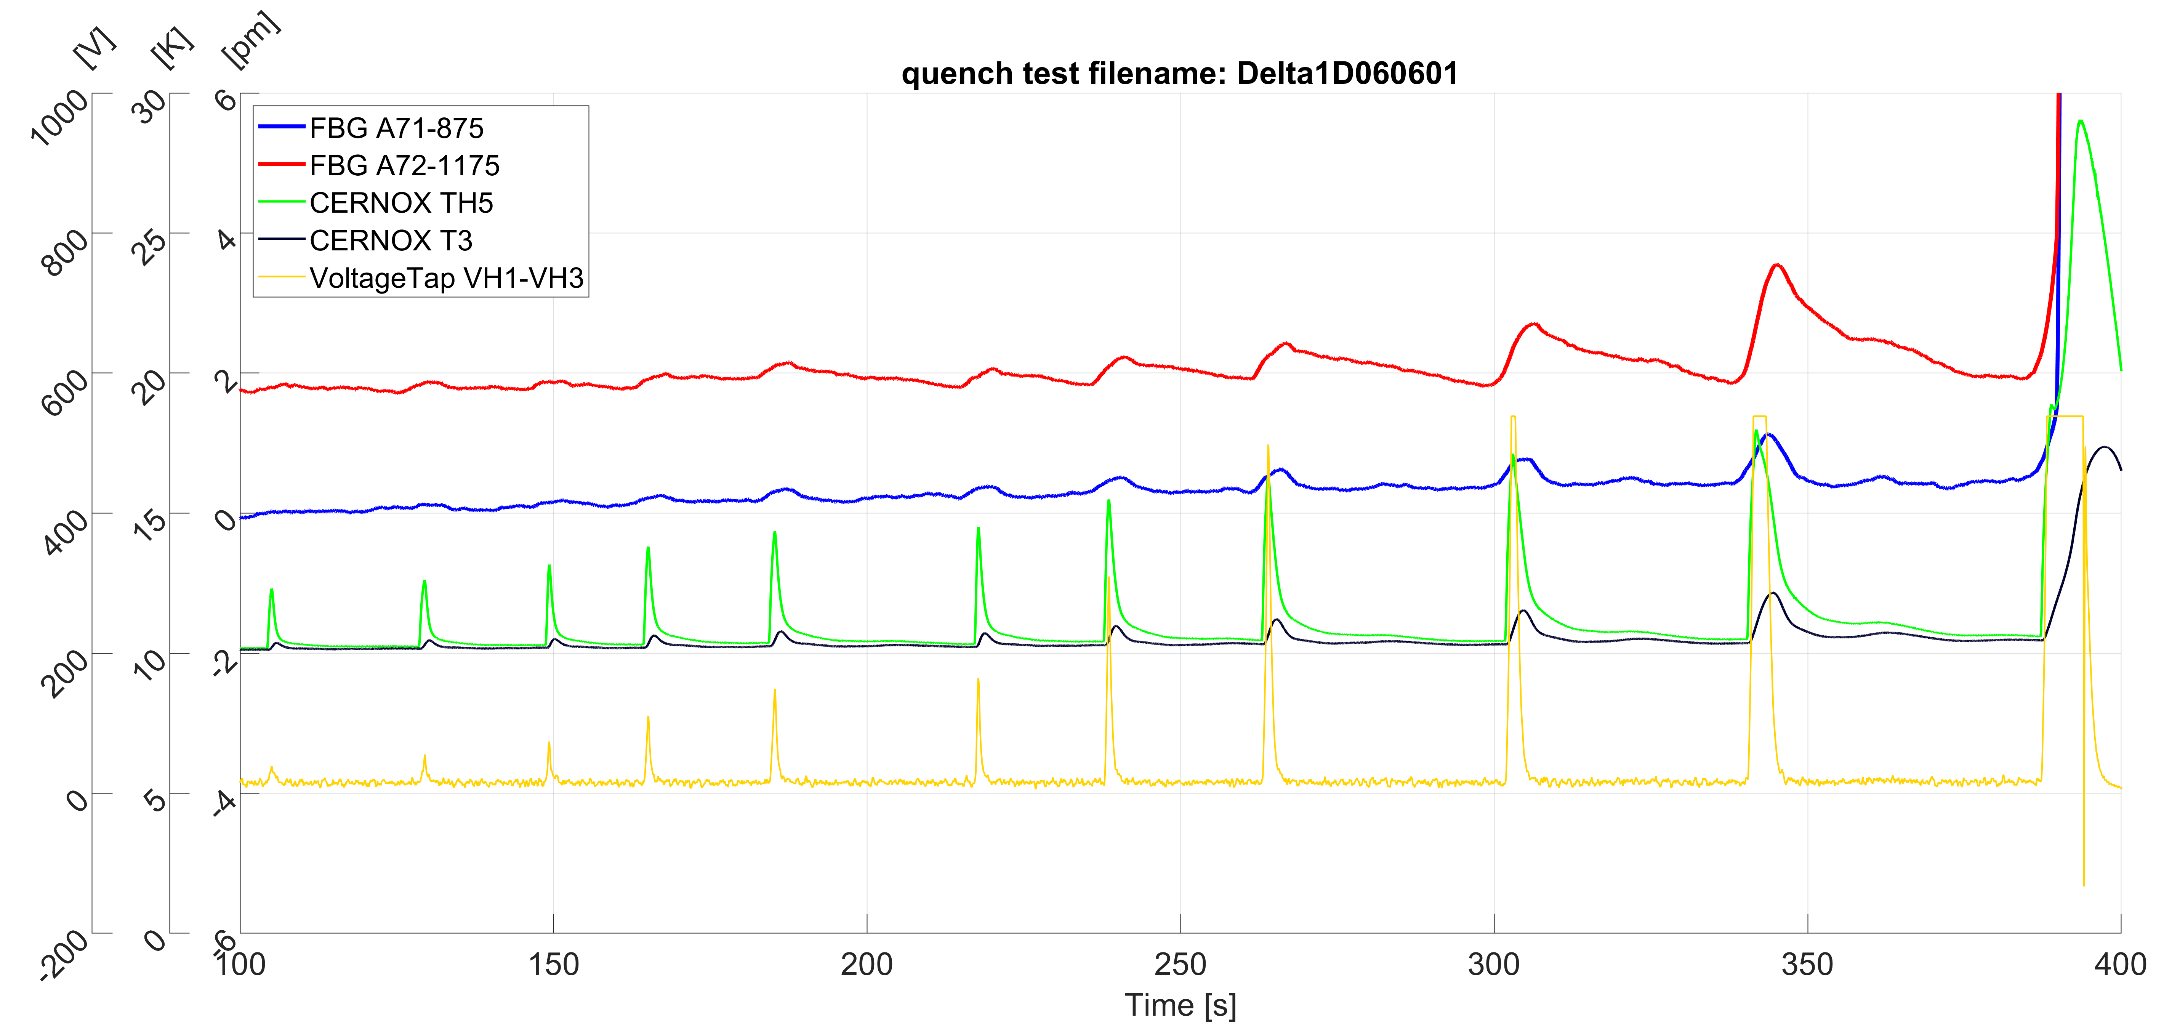 [V] [K] [pm]
quench test filename: Delta1D060601
1000 30 6
FBG A71-875
FBG A72-1175
CERNOX TH5
CERNOX T3
VoltageTap VH1-VH3
800 25 4
600 20 2
400 15 0
200 10 -2
0 5 -4
-200 0 -6
100 150 200 250 300 350 400
Time [s]